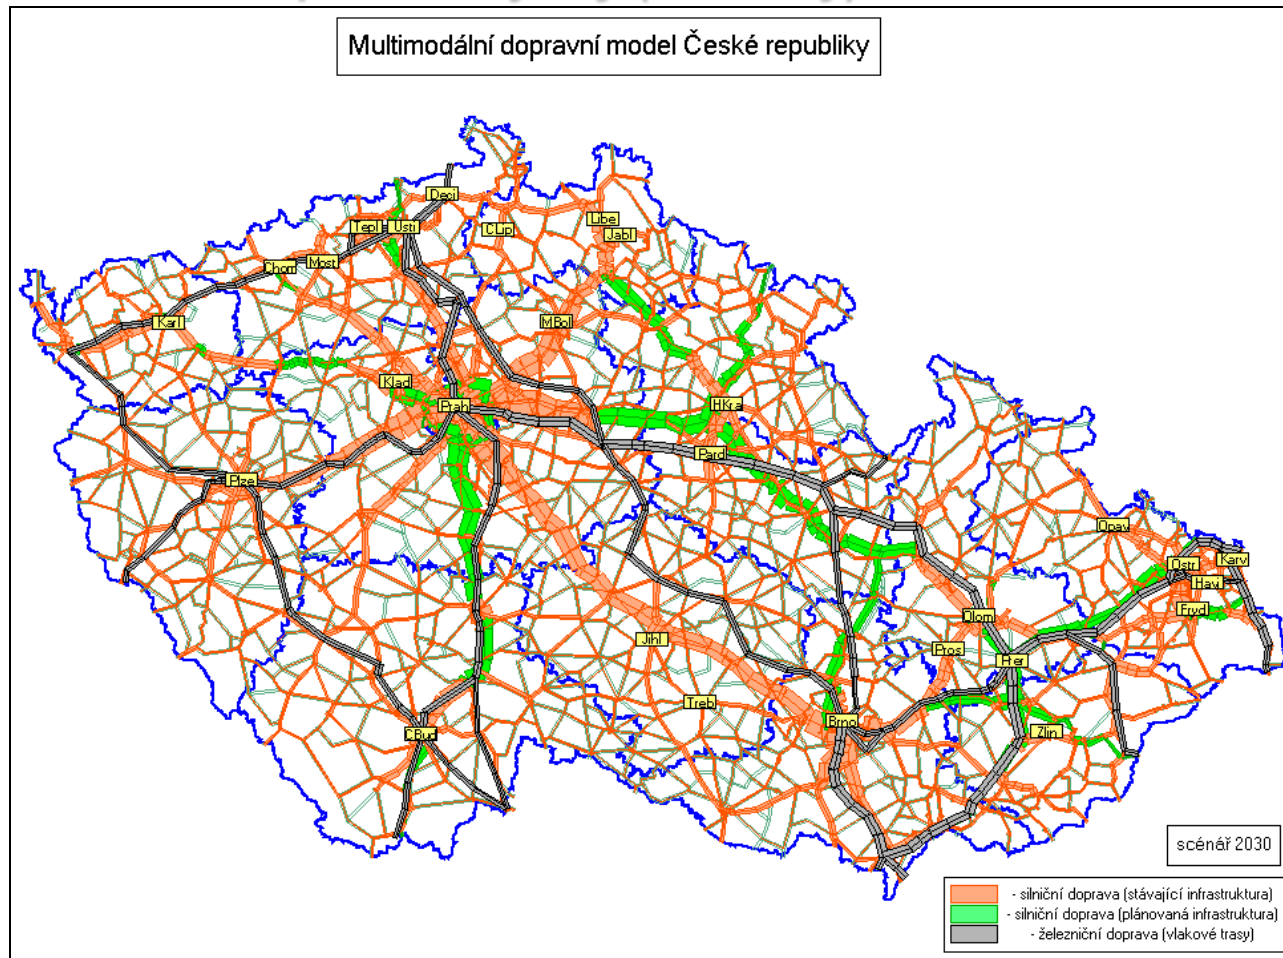 Multimodální dopravní model České republiky
Deci
Tepl
Usti
CLip
Libe
Jabl
Chom
Most
Karl
MBol
Klad
Prah
HKra
Plze
Pard
Opav
Ostr
Karv
Havi
Fryd
Olom
Jihl
Pros
Prer
Treb
Brno
Zlin
CBud
scénář 2030
- silniční doprava (stávající infrastruktura)
- silniční doprava (plánovaná infrastruktura)
- železniční doprava (vlakové trasy)